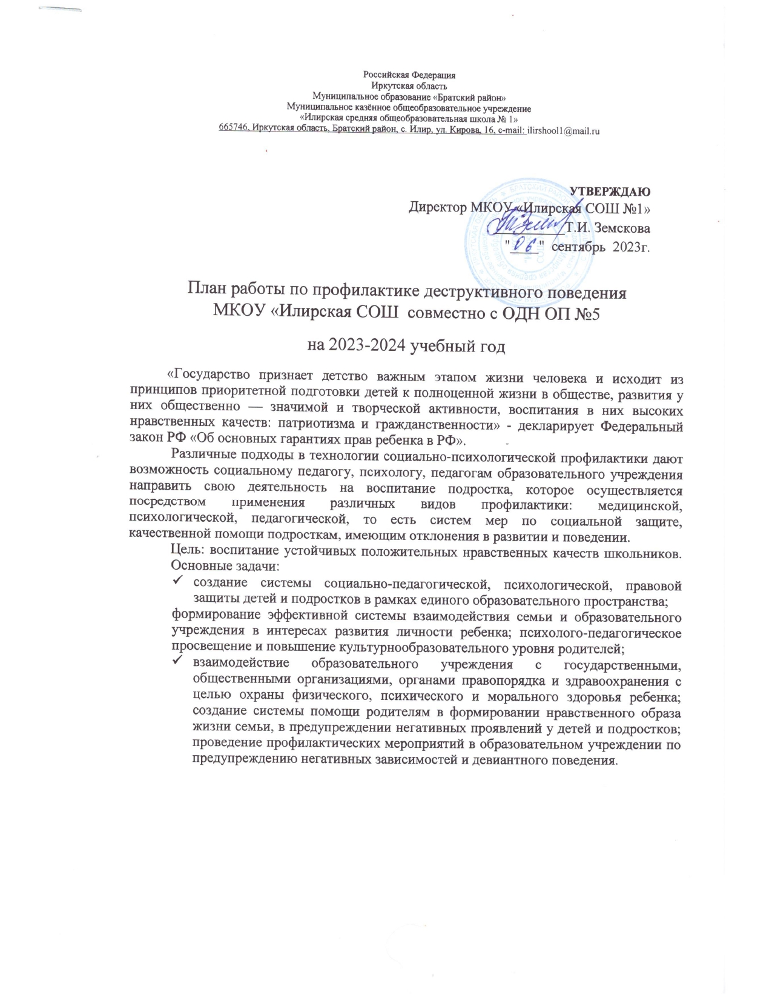 Российская Федерация
Иркутская область
Муниципальное образование «Братский район»
Муниципальное казённое общеобразовательное учреждение
«Илирская средняя общеобразовательная школа № 1»
665746, Иркутская область, Братский район, с. Илир, ул. Кирова, 16, e-mail: ilirshool1@mail.ru
УТВЕРЖДАЮ
Директор МКОУ «Илирская СОШ №1»
__________Т.И. Земскова
"06" сентябрь 2023г.
План работы по профилактике деструктивного поведения
МКОУ «Илирская СОШ совместно с ОДН ОП №5
на 2023-2024 учебный год
«Государство признает детство важным этапом жизни человека и исходит из
принципов приоритетной подготовки детей к полноценной жизни в обществе, развития у
них общественно — значимой и творческой активности, воспитания в них высоких
нравственных качеств: патриотизма и гражданственности» - декларирует Федеральный
закон РФ «Об основных гарантиях прав ребенка в РФ».
Различные подходы в технологии социально-психологической профилактики дают
возможность социальному педагогу, психологу, педагогам образовательного учреждения
направить свою деятельность на воспитание подростка, которое осуществляется
посредством применения различных видов профилактики: медицинской,
психологической, педагогической, то есть систем мер по социальной защите,
качественной помощи подросткам, имеющим отклонения в развитии и поведении.
Цель: воспитание устойчивых положительных нравственных качеств школьников.
Основные задачи:
✓ создание системы социально-педагогической, психологической, правовой
защиты детей и подростков в рамках единого образовательного пространства;
формирование эффективной системы взаимодействия семьи и образовательного
учреждения в интересах развития личности ребенка; психолого-педагогическое
просвещение и повышение культурнообразовательного уровня родителей;
✓ взаимодействие образовательного учреждения с государственными,
общественными организациями, органами правопорядка и здравоохранения с
целью охраны физического, психического и морального здоровья ребенка;
создание системы помощи родителям в формировании нравственного образа
жизни семьи, в предупреждении негативных проявлений у детей и подростков;
проведение профилактических мероприятий в образовательном учреждении по
предупреждению негативных зависимостей и девиантного поведения.